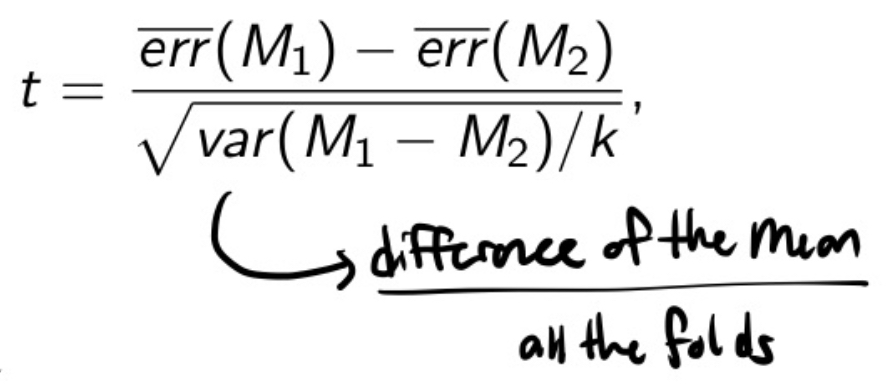 t = \frac{\overline{err}(M_1) - \overline{err}(M_2)}{\sqrt{var(M_1 - M_2)/k}},
difference of the mean
all the folds